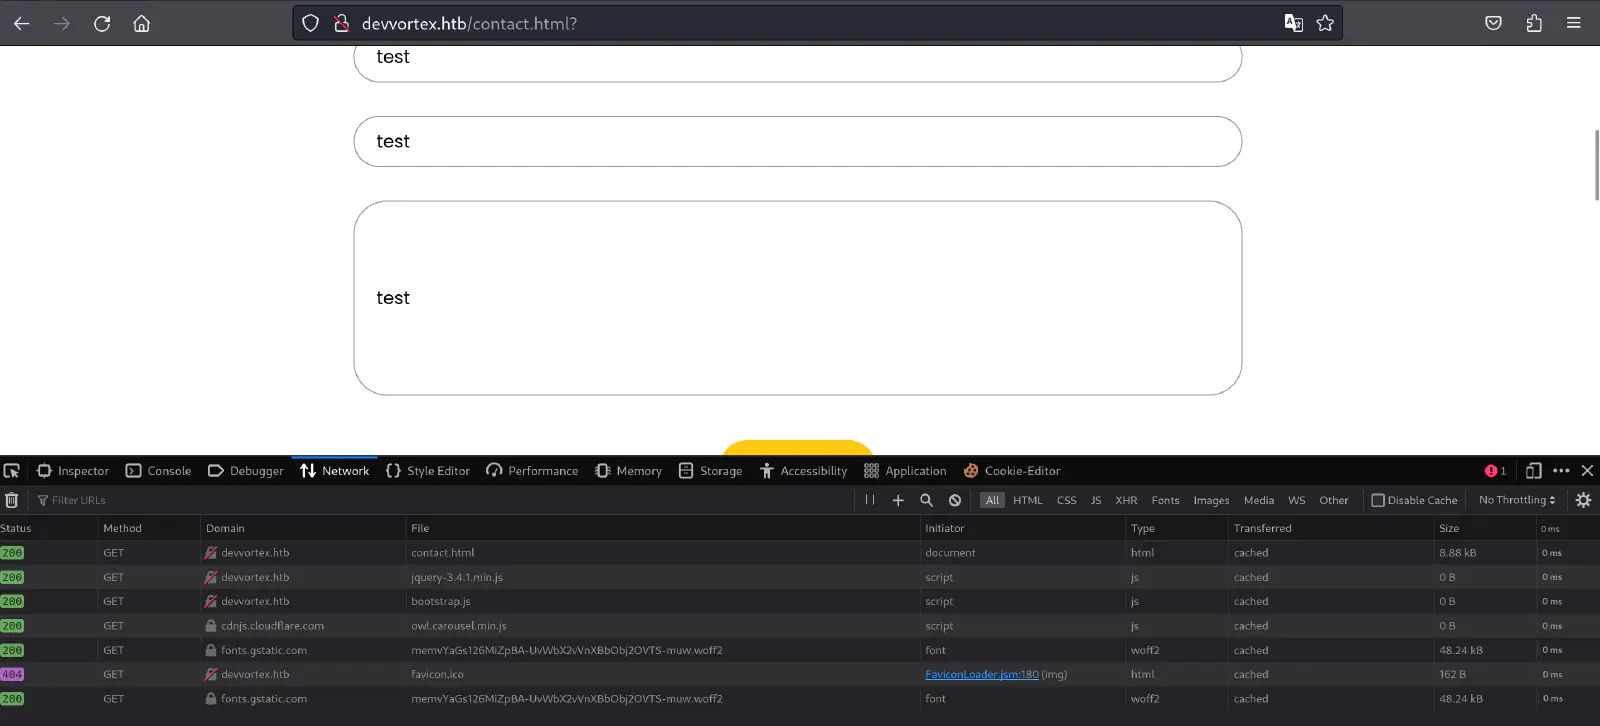 devvortex.htb/contact.html?
test
test
test
Inspector Console Debugger Network Style Editor Performance Memory Storage Accessibility Application Cookie-Editor 1
Filter URLs All HTML CSS JS XHR Fonts Images Media WS Other Disable Cache No Throttling
Status Method Domain File Initiator Type Transferred Size 0 ms
200 GET devvortex.htb contact.html document html cached 8.88 kB 0 ms
200 GET devvortex.htb jquery-3.4.1.min.js script js cached 0 B 0 ms
200 GET devvortex.htb bootstrap.js script js cached 0 B 0 ms
200 GET cdnjs.cloudflare.com owl.carousel.min.js script js cached 0 B 0 ms
200 GET fonts.gstatic.com memvYaGs126MiZpBA-UvWbX2vVnXBbObj2OVTS-muw.woff2 font woff2 cached 48.24 kB 0 ms
404 GET devvortex.htb favicon.ico FaviconLoader.jsm:180 (img) html cached 162 B 0 ms
200 GET fonts.gstatic.com memvYaGs126MiZpBA-UvWbX2vVnXBbObj2OVTS-muw.woff2 font woff2 cached 48.24 kB 0 ms